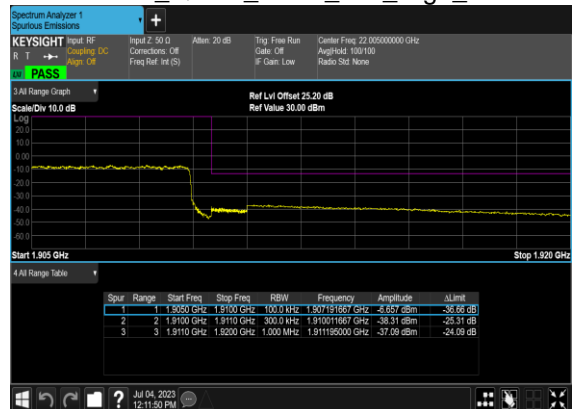 Spectrum Analyzer 1
Spurious Emissions
+
KEYSIGHT Input: RF Input Z: 50 Ω Atten: 20 dB Trig: Free Run Center Freq: 22.005000000 GHz
R T Coupling: DC Corrections: Off Gate: Off Avg|Hold: 100/100
Align: Off Freq Ref: Int (S) IF Gain: Low Radio Std: None
PASS
3 All Range Graph
Ref Lvl Offset 25.20 dB
Scale/Div 10.0 dB Ref Value 30.00 dBm
Log
20.0
10.0
0.00
-10.0
-20.0
-30.0
-40.0
-50.0
-60.0
Start 1.905 GHz Stop 1.920 GHz
4 All Range Table
Spur Range Start Freq Stop Freq RBW Frequency Amplitude ΔLimit
1 1 1.9050 GHz 1.9100 GHz 100.0 kHz 1.907191667 GHz -6.657 dBm -36.66 dB
2 2 1.9100 GHz 1.9110 GHz 300.0 kHz 1.910011667 GHz -38.31 dBm -25.31 dB
3 3 1.9110 GHz 1.9200 GHz 1.000 MHz 1.911195000 GHz -37.09 dBm -24.09 dB
? Jul 04, 2023
12:11:50 PM